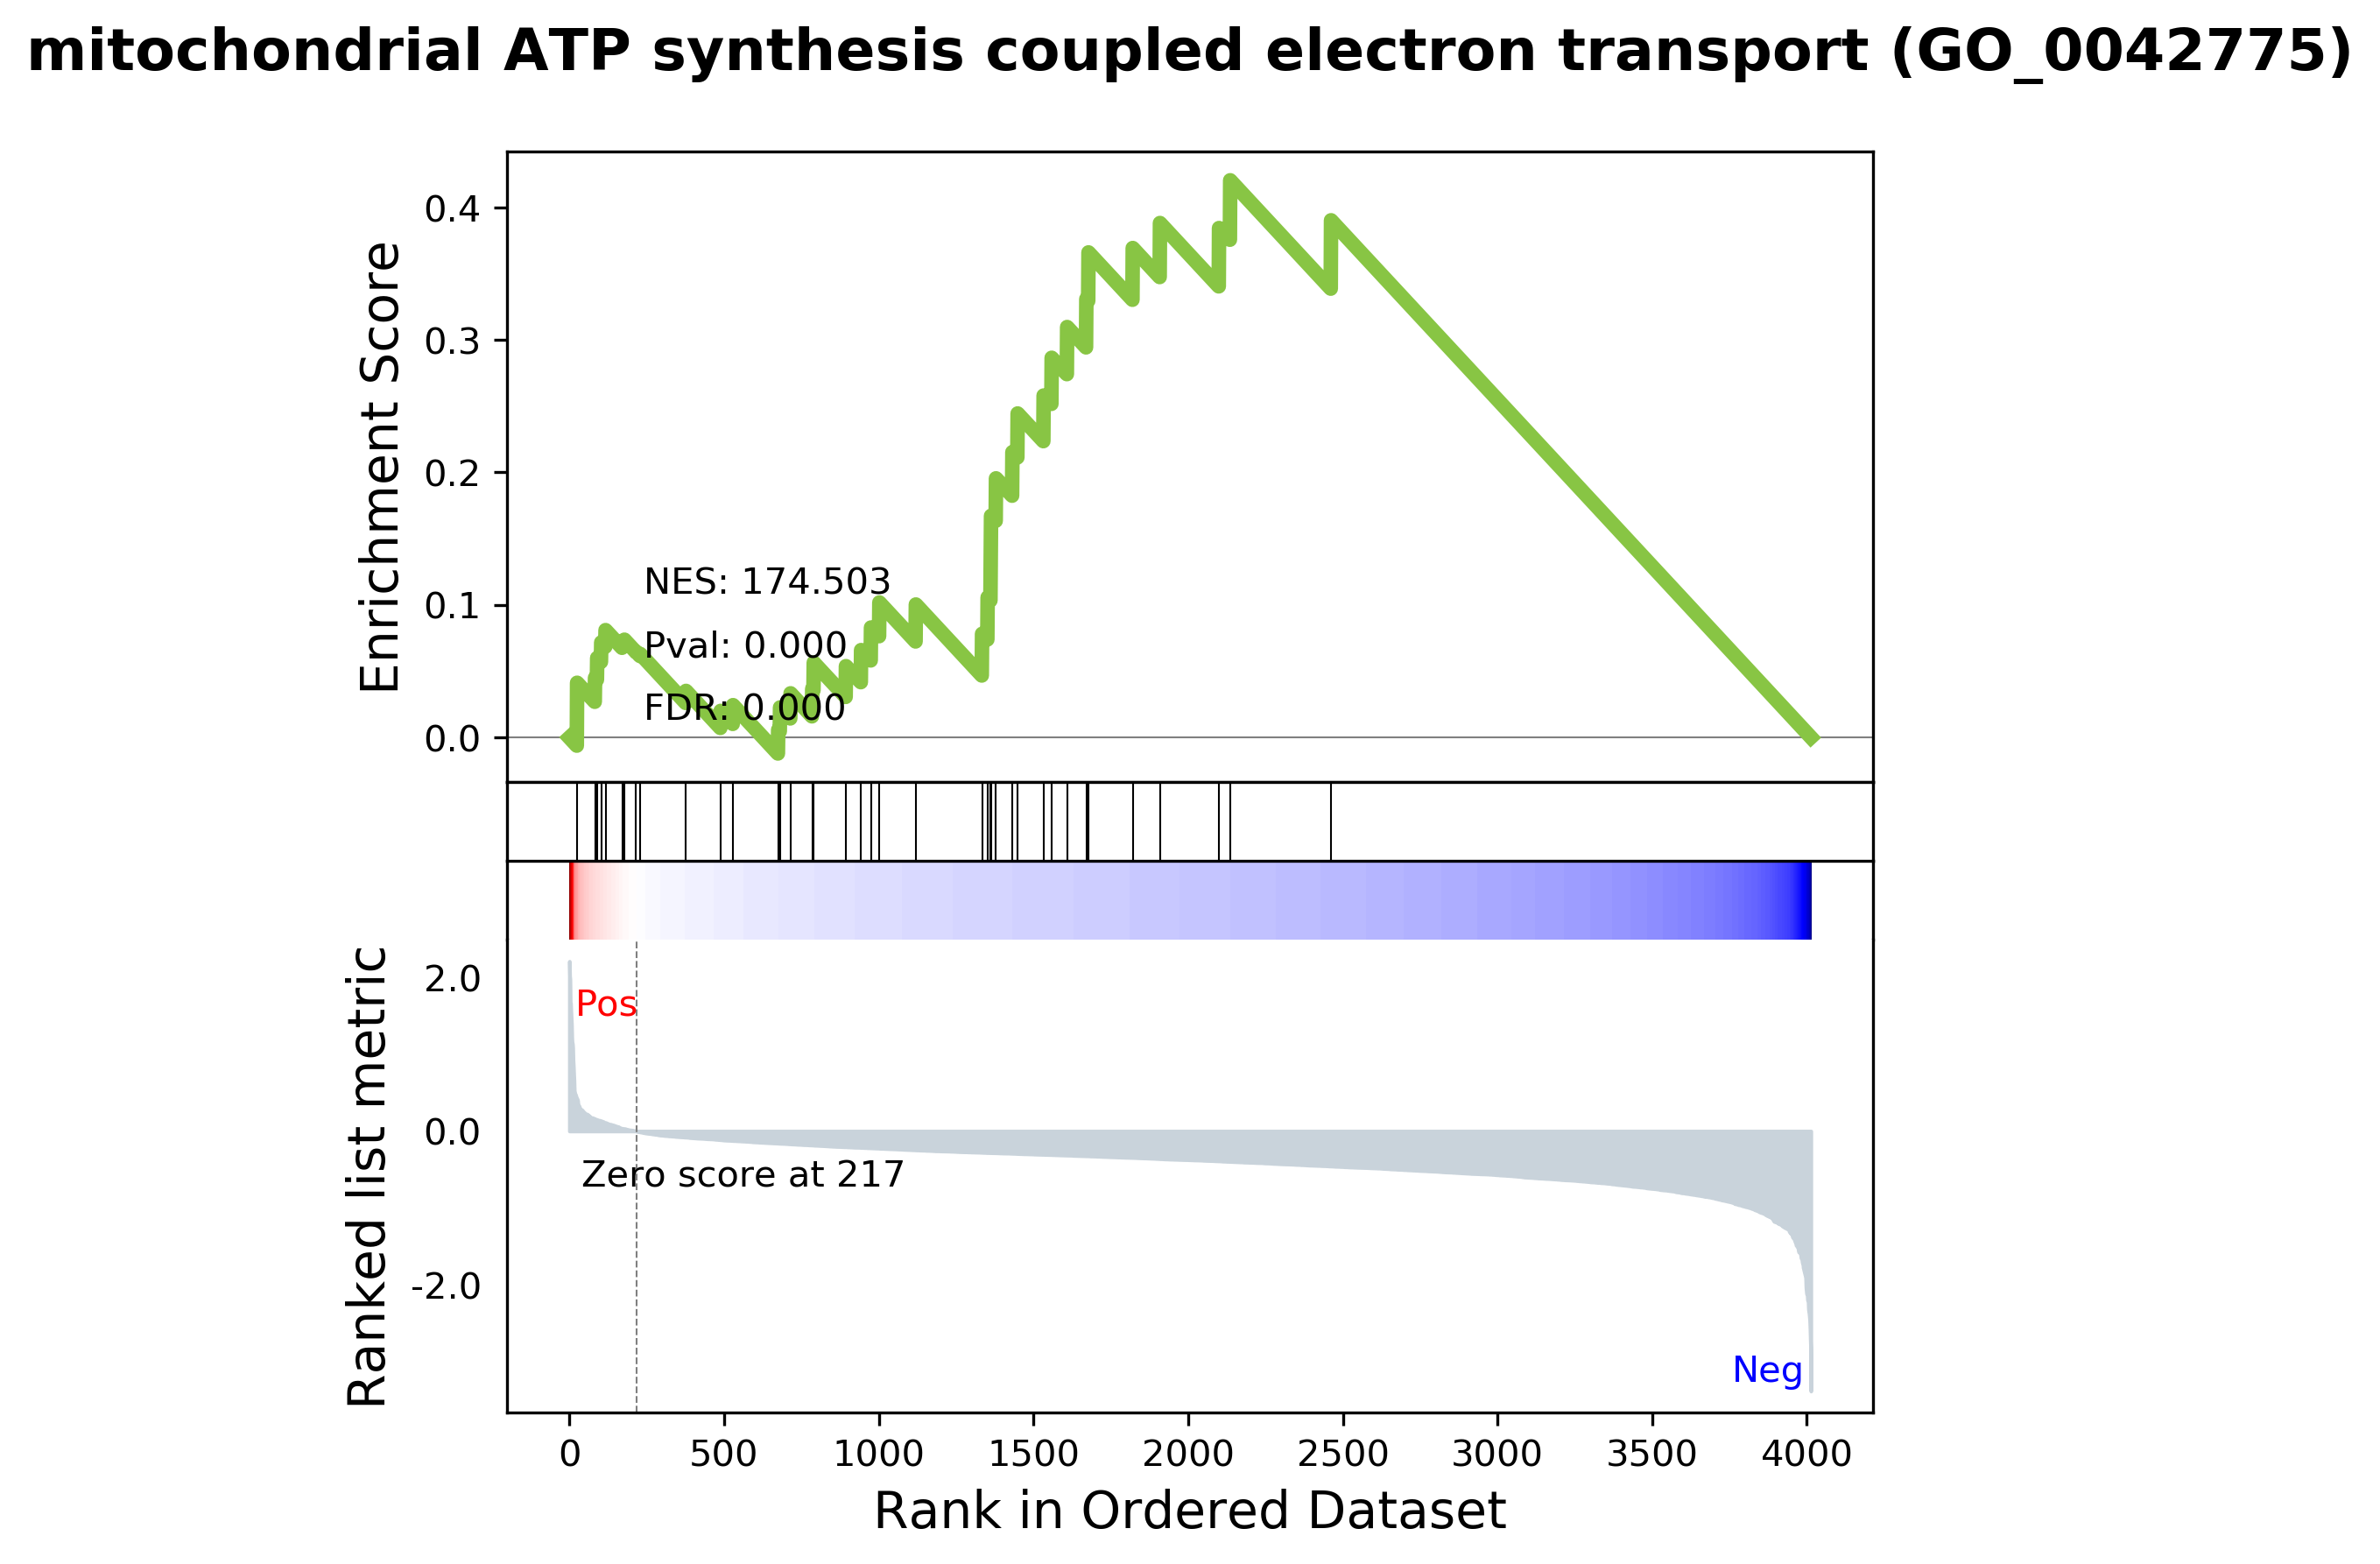 mitochondrial ATP synthesis coupled electron transport (GO_0042775)
Enrichment Score
0.4
0.3
0.2
0.1
0.0
NES: 174.503
Pval: 0.000
FDR: 0.000
Ranked list metric
2.0
0.0
-2.0
Pos
Zero score at 217
Neg
0 500 1000 1500 2000 2500 3000 3500 4000
Rank in Ordered Dataset